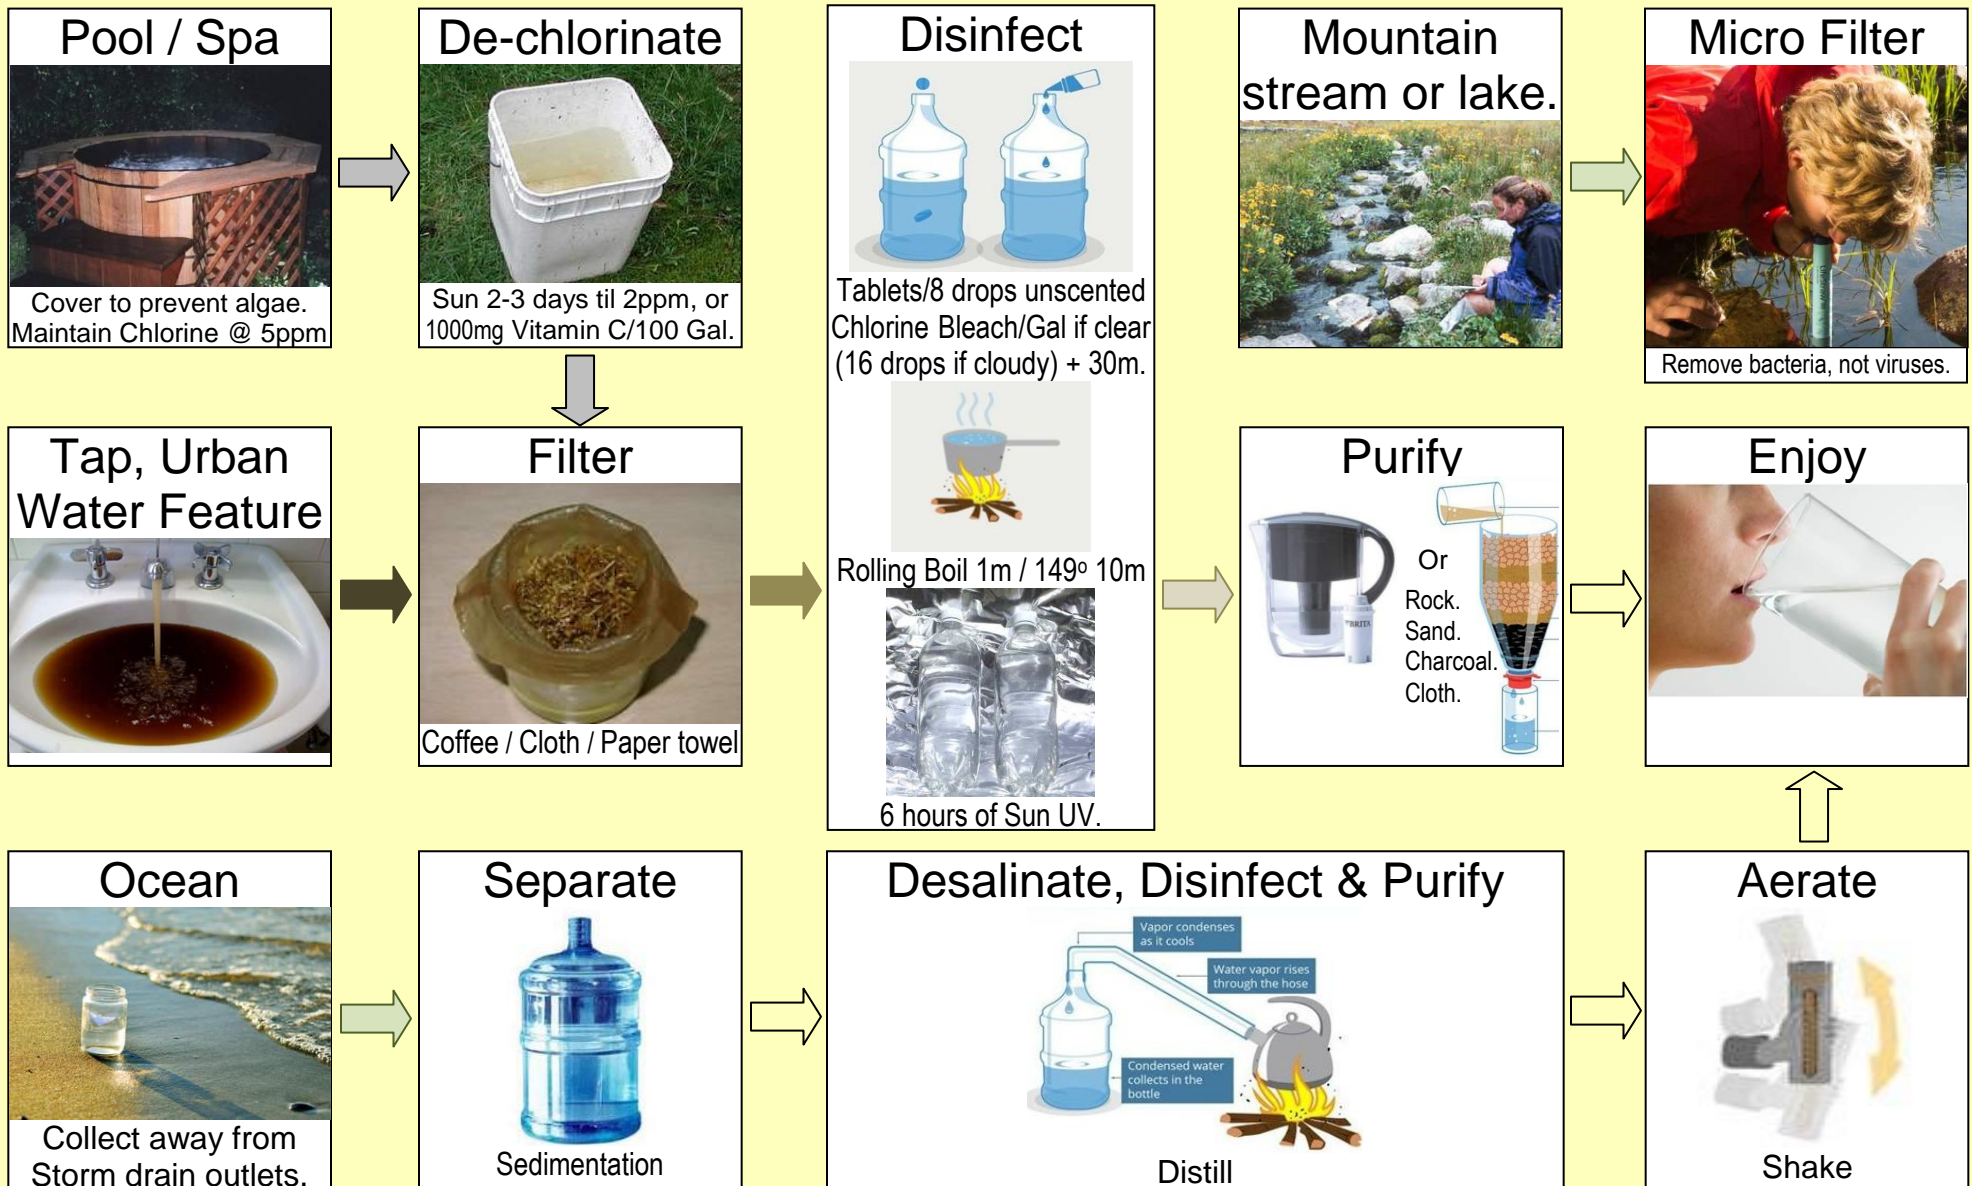 Pool / Spa
Cover to prevent algae.
Maintain Chlorine @ 5ppm
De-chlorinate
Sun 2-3 days til 2ppm, or
1000mg Vitamin C/100 Gal.
Disinfect
Tablets/8 drops unscented
Chlorine Bleach/Gal if clear
(16 drops if cloudy) + 30m.
Rolling Boil 1m / 149º 10m
6 hours of Sun UV.
Mountain
stream or lake.
Micro Filter
Remove bacteria, not viruses.
Tap, Urban
Water Feature
Filter
Coffee / Cloth / Paper towel
Purify
BRITA
Or
Rock.
Sand.
Charcoal.
Cloth.
Enjoy
Ocean
Collect away from
Storm drain outlets.
Separate
Sedimentation
Desalinate, Disinfect & Purify
Vapor condenses
as it cools
Water vapor rises
through the hose
Condensed water
collects in the
bottle
Distill
Aerate
Shake